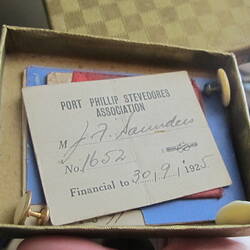 PORT PHILLIP STEVEDORES
ASSOCIATION
M J. F. Saunders
No. 1652
Financial to 30/9/1925